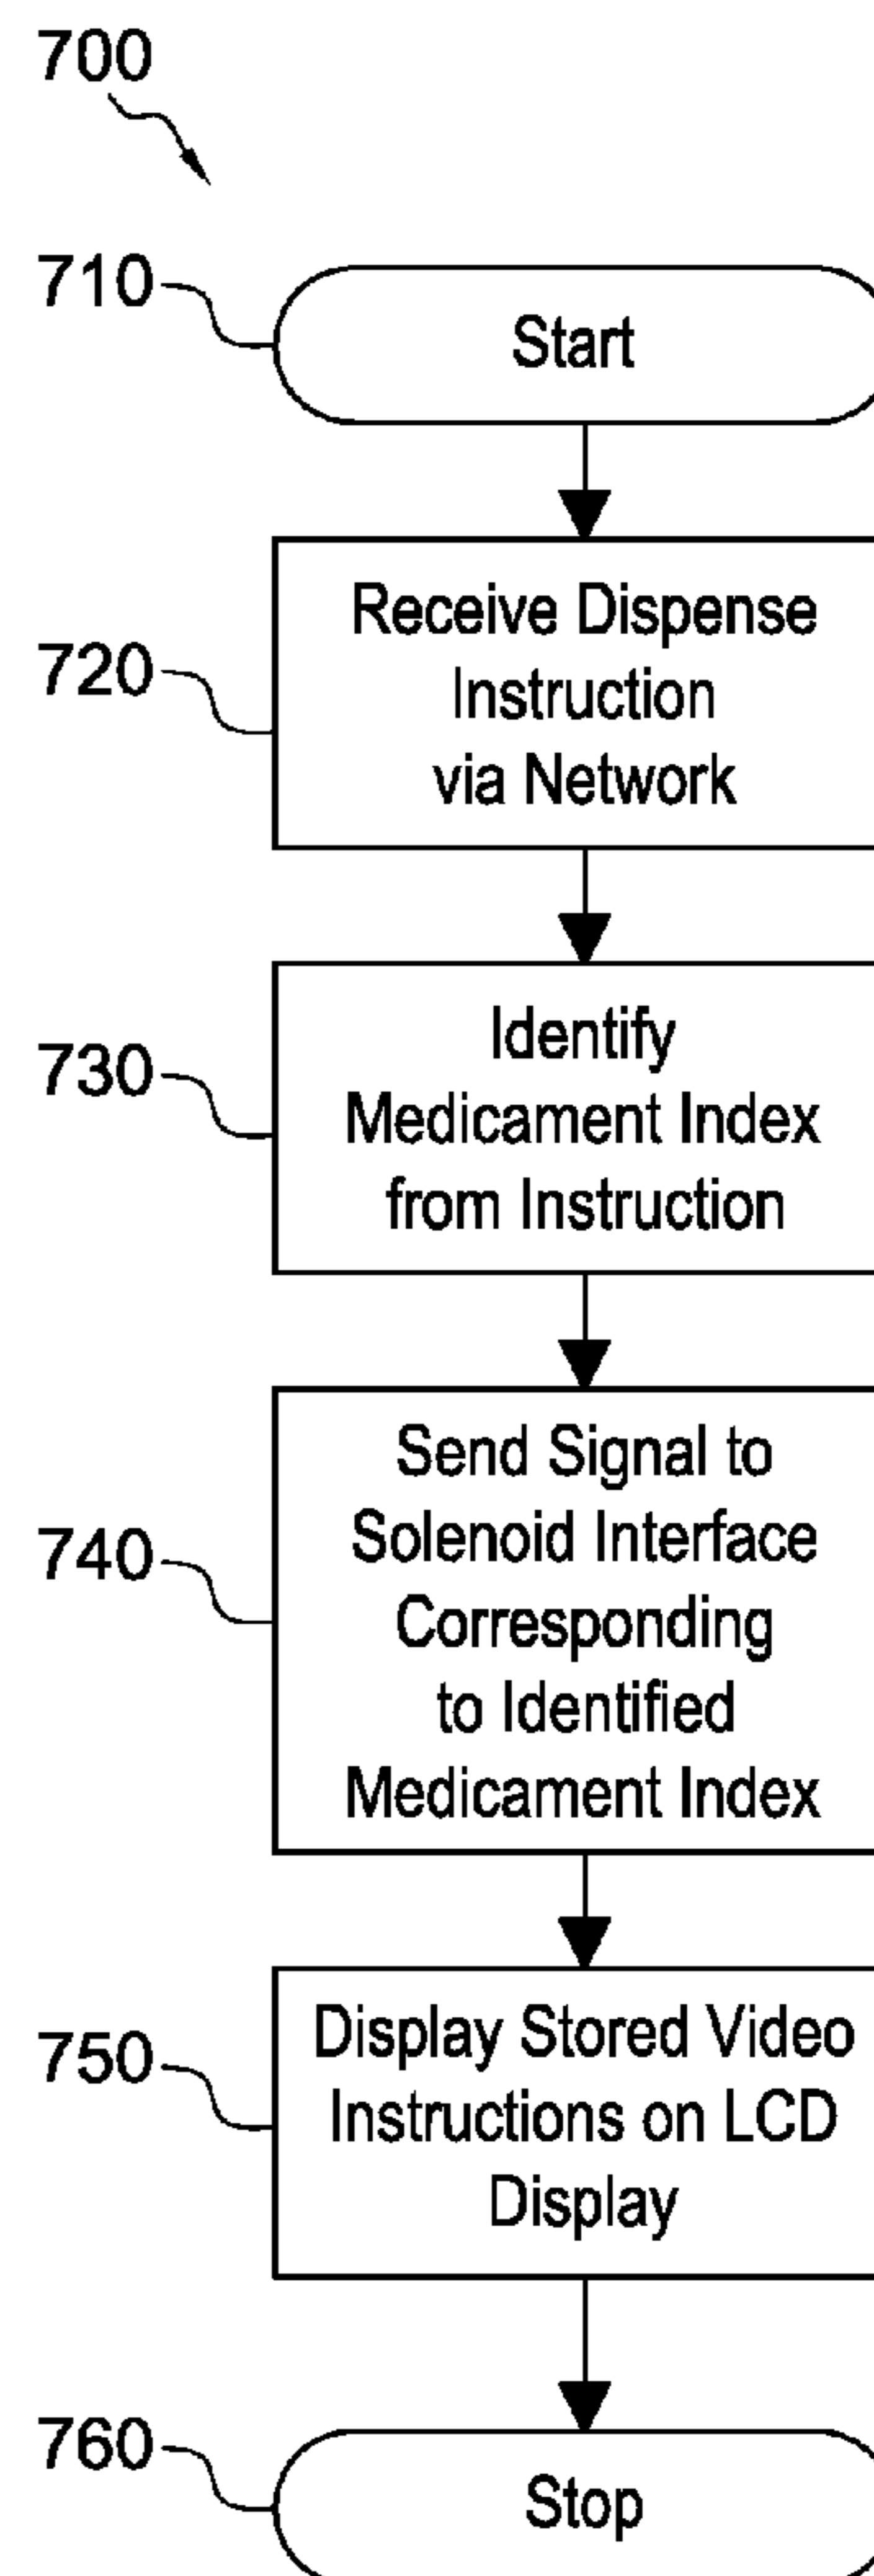 700
710
Start
720
Receive Dispense
Instruction
via Network
730
Identify
Medicament Index
from Instruction
740
Send Signal to
Solenoid Interface
Corresponding
to Identified
Medicament Index
750
Display Stored Video
Instructions on LCD
Display
760
Stop